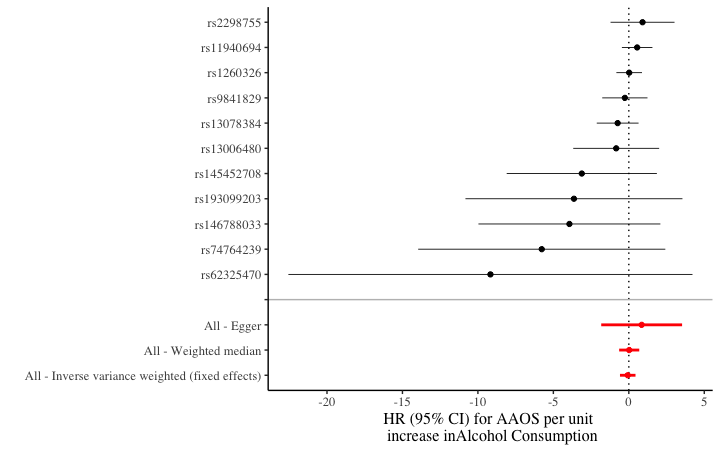 rs2298755
rs11940694
rs1260326
rs9841829
rs13078384
rs13006480
rs145452708
rs193099203
rs146788033
rs74764239
rs62325470
All - Egger
All - Weighted median
All - Inverse variance weighted (fixed effects)
-20 -15 -10 -5 0 5
HR (95% CI) for AAOS per unit
increase inAlcohol Consumption